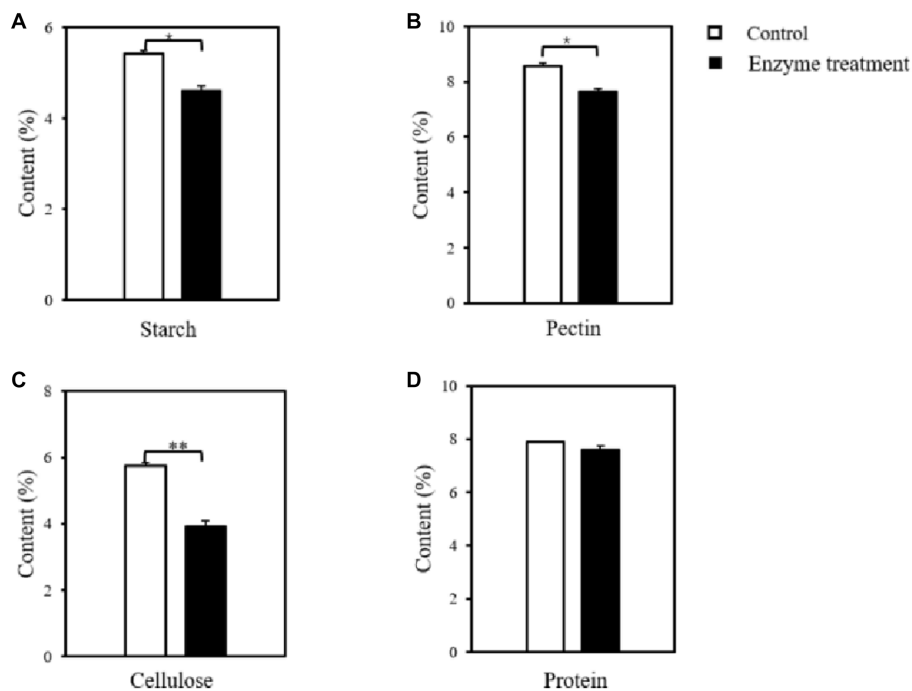 A
6
4
2
0
Content (%)
*
Starch
B
10
8
6
4
2
0
Content (%)
*
Pectin
Control
Enzyme treatment
C
8
6
4
2
0
Content (%)
**
Cellulose
D
10
8
6
4
2
0
Content (%)
Protein